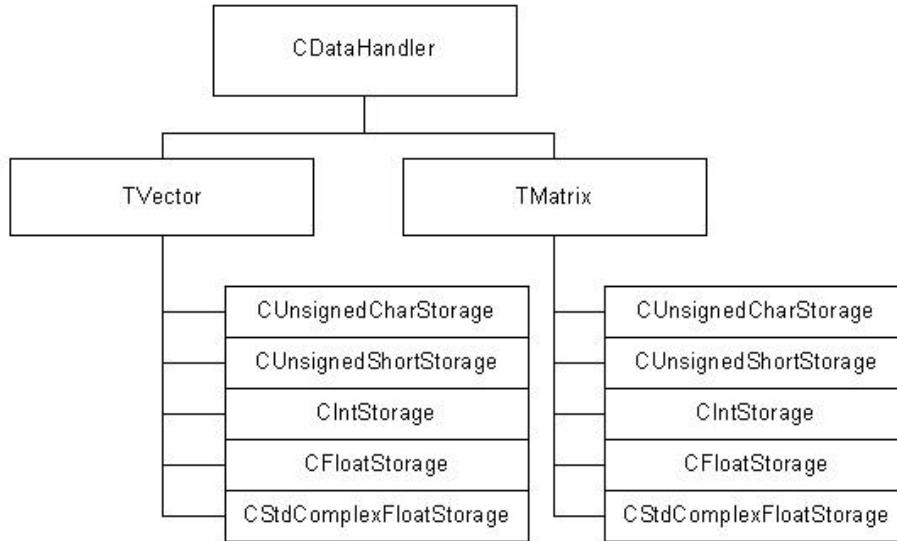 CDataHandler
TVector
TMatrix
CUnsignedCharStorage
CUnsignedShortStorage
CIntStorage
CFloatStorage
CStdComplexFloatStorage
CUnsignedCharStorage
CUnsignedShortStorage
CIntStorage
CFloatStorage
CStdComplexFloatStorage